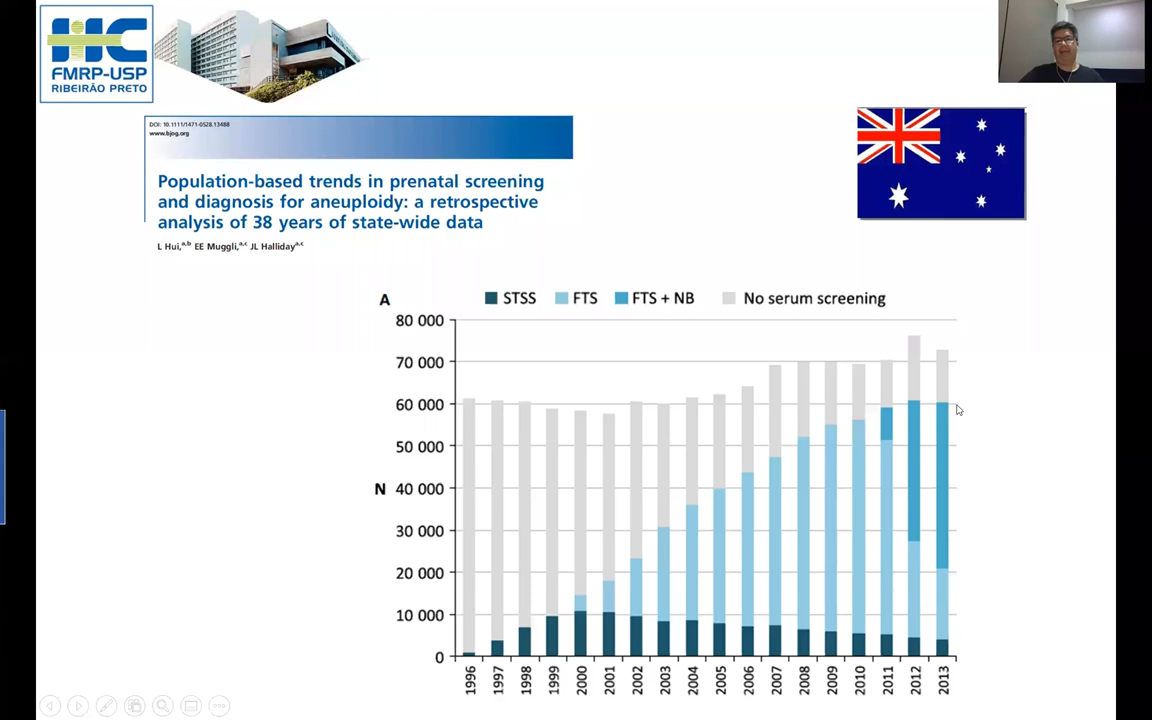 HC
FMRP-USP
RIBEIRÃO PRETO
DOI: 10.1111/1471-0528.13488
www.bjog.org
Population-based trends in prenatal screening
and diagnosis for aneuploidy: a retrospective
analysis of 38 years of state-wide data
L Hui,a,b EE Muggli,a,c JL Hallidaya,c
A
STSS FTS FTS + NB No serum screening
80 000
70 000
60 000
50 000
N 40 000
30 000
20 000
10 000
0
1996 1997 1998 1999 2000 2001 2002 2003 2004 2005 2006 2007 2008 2009 2010 2011 2012 2013